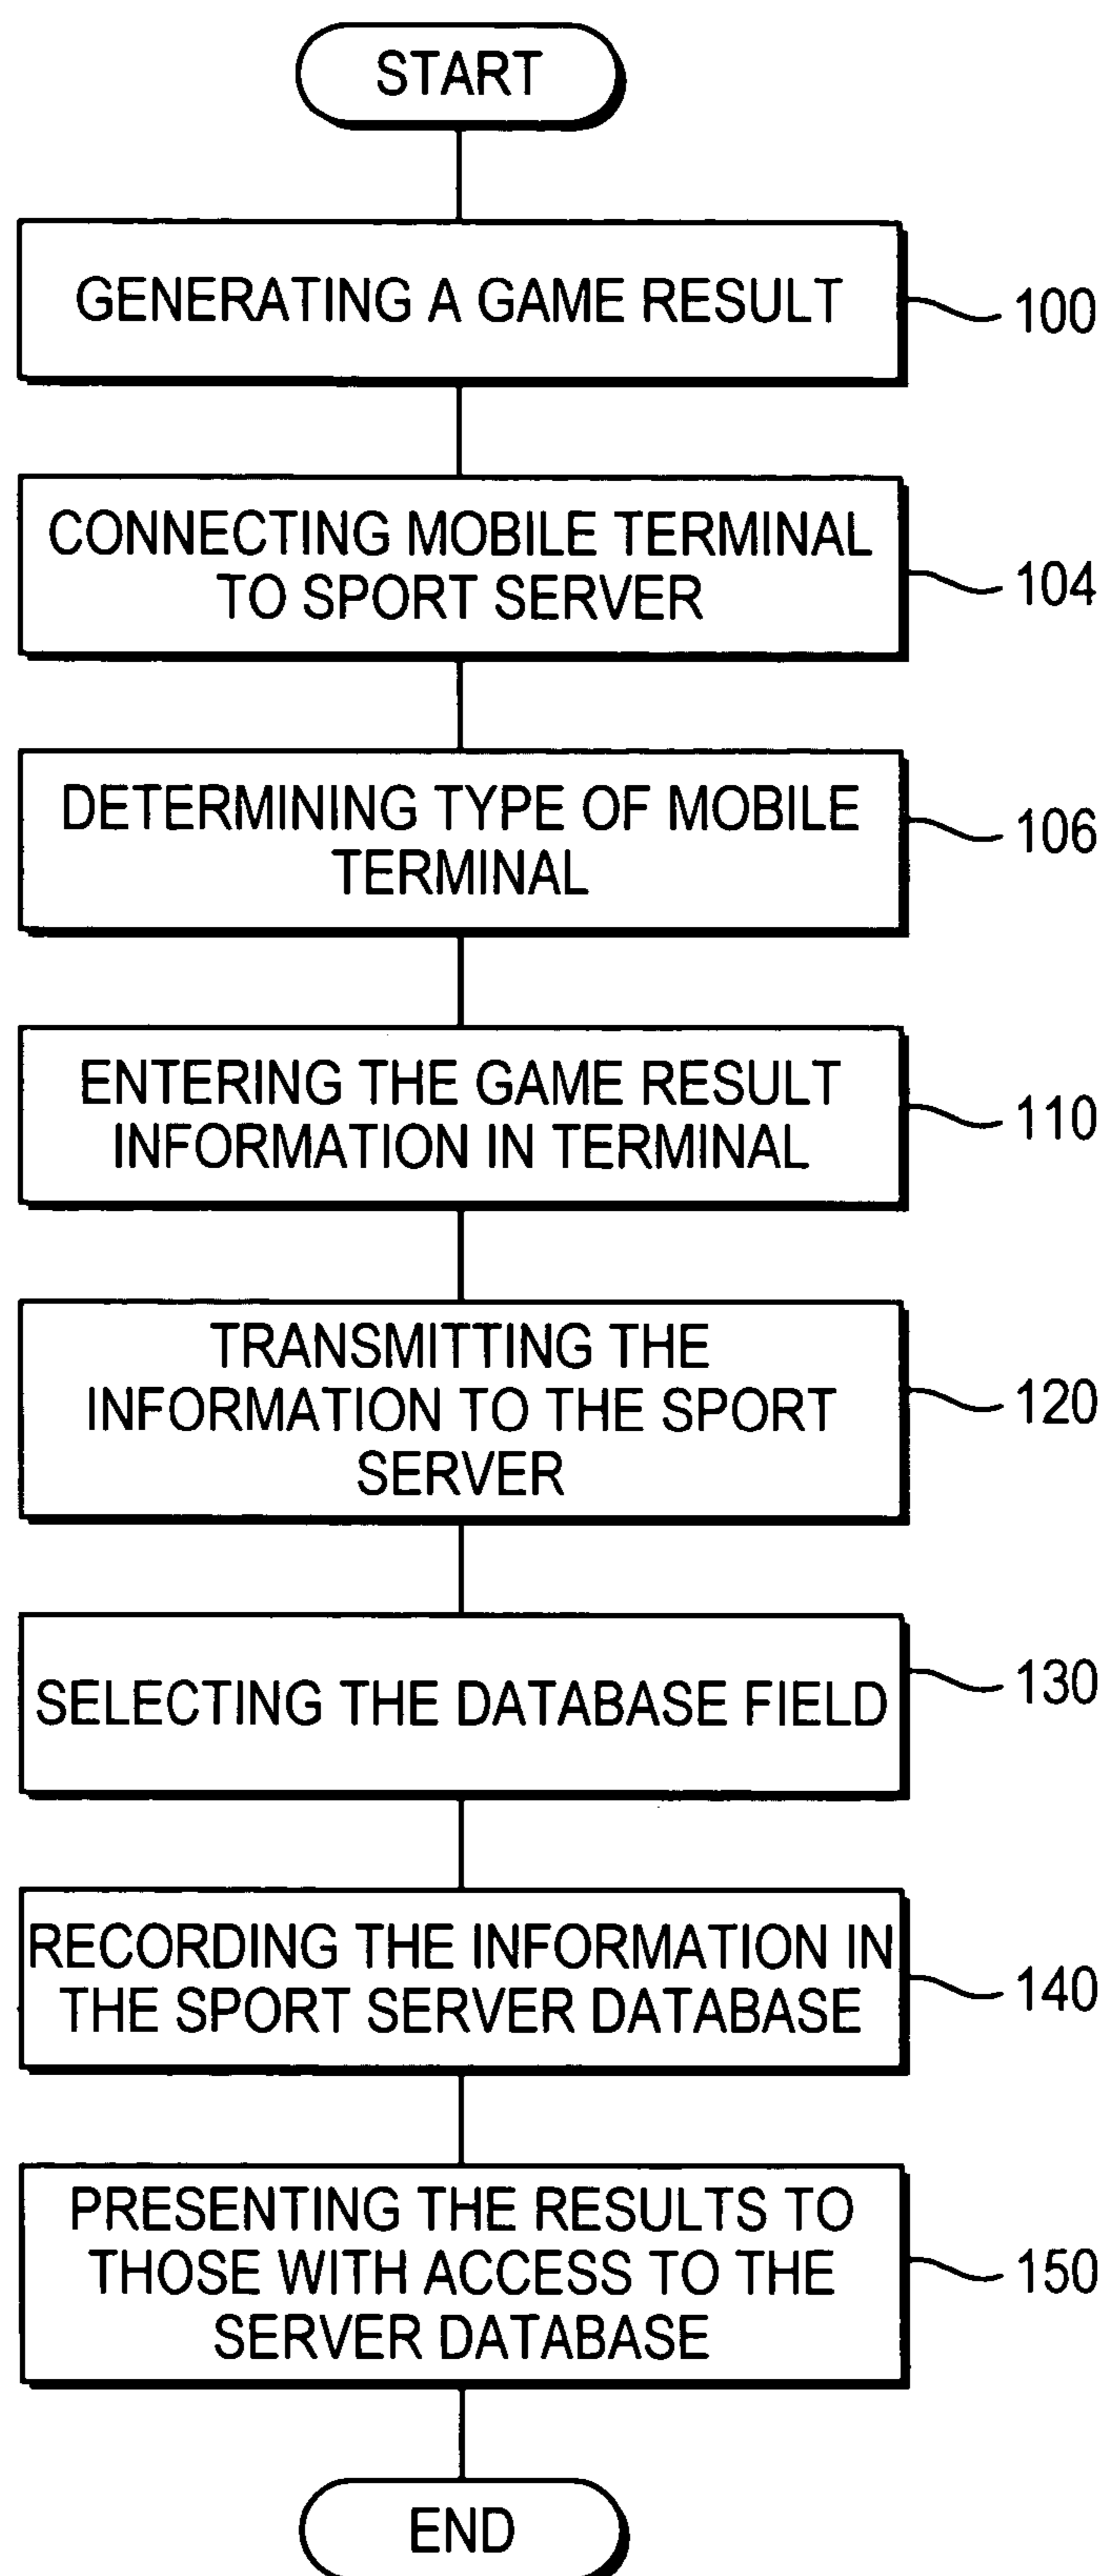 START
GENERATING A GAME RESULT
100
CONNECTING MOBILE TERMINAL
TO SPORT SERVER
104
DETERMINING TYPE OF MOBILE
TERMINAL
106
ENTERING THE GAME RESULT
INFORMATION IN TERMINAL
110
TRANSMITTING THE
INFORMATION TO THE SPORT
SERVER
120
SELECTING THE DATABASE FIELD
130
RECORDING THE INFORMATION IN
THE SPORT SERVER DATABASE
140
PRESENTING THE RESULTS TO
THOSE WITH ACCESS TO THE
SERVER DATABASE
150
END